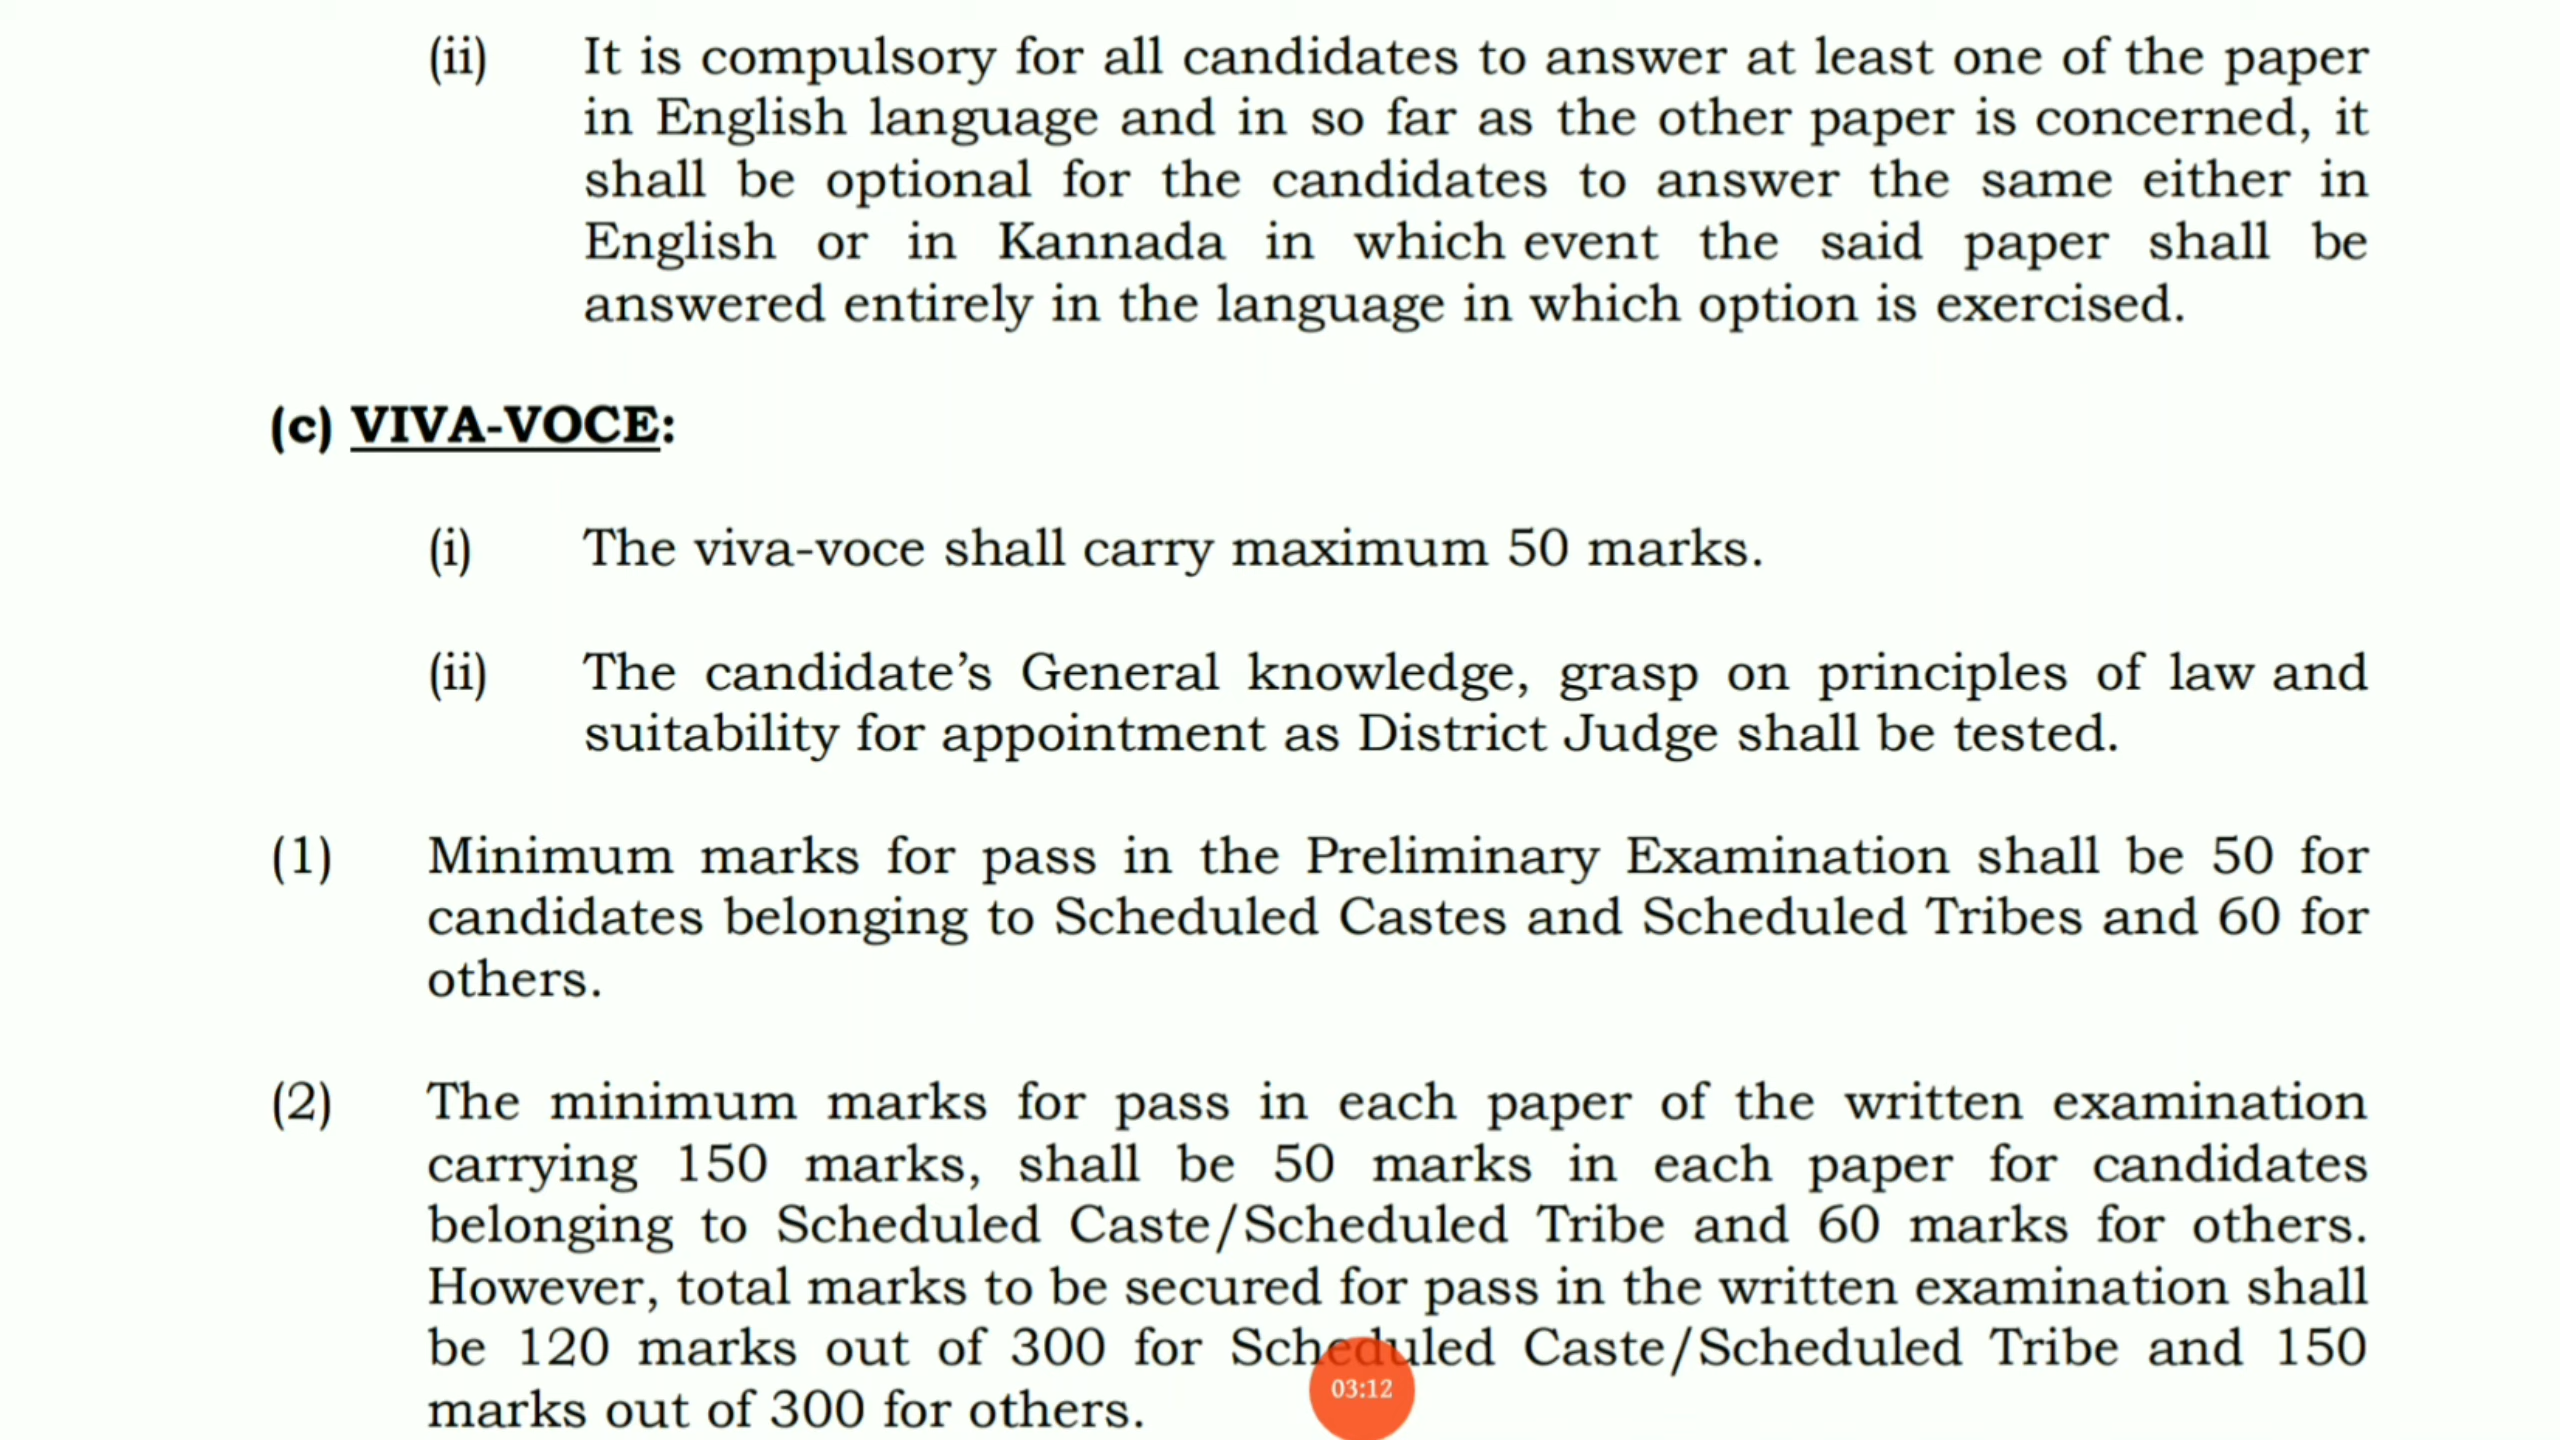 (ii) It is compulsory for all candidates to answer at least one of the paper
in English language and in so far as the other paper is concerned, it
shall be optional for the candidates to answer the same either in
English or in Kannada in which event the said paper shall be
answered entirely in the language in which option is exercised.
(c) VIVA-VOCE:
(i) The viva-voce shall carry maximum 50 marks.
(ii) The candidate’s General knowledge, grasp on principles of law and
suitability for appointment as District Judge shall be tested.
(1) Minimum marks for pass in the Preliminary Examination shall be 50 for
candidates belonging to Scheduled Castes and Scheduled Tribes and 60 for
others.
(2) The minimum marks for pass in each paper of the written examination
carrying 150 marks, shall be 50 marks in each paper for candidates
belonging to Scheduled Caste/Scheduled Tribe and 60 marks for others.
However, total marks to be secured for pass in the written examination shall
be 120 marks out of 300 for Scheduled Caste/Scheduled Tribe and 150
marks out of 300 for others.
03:12